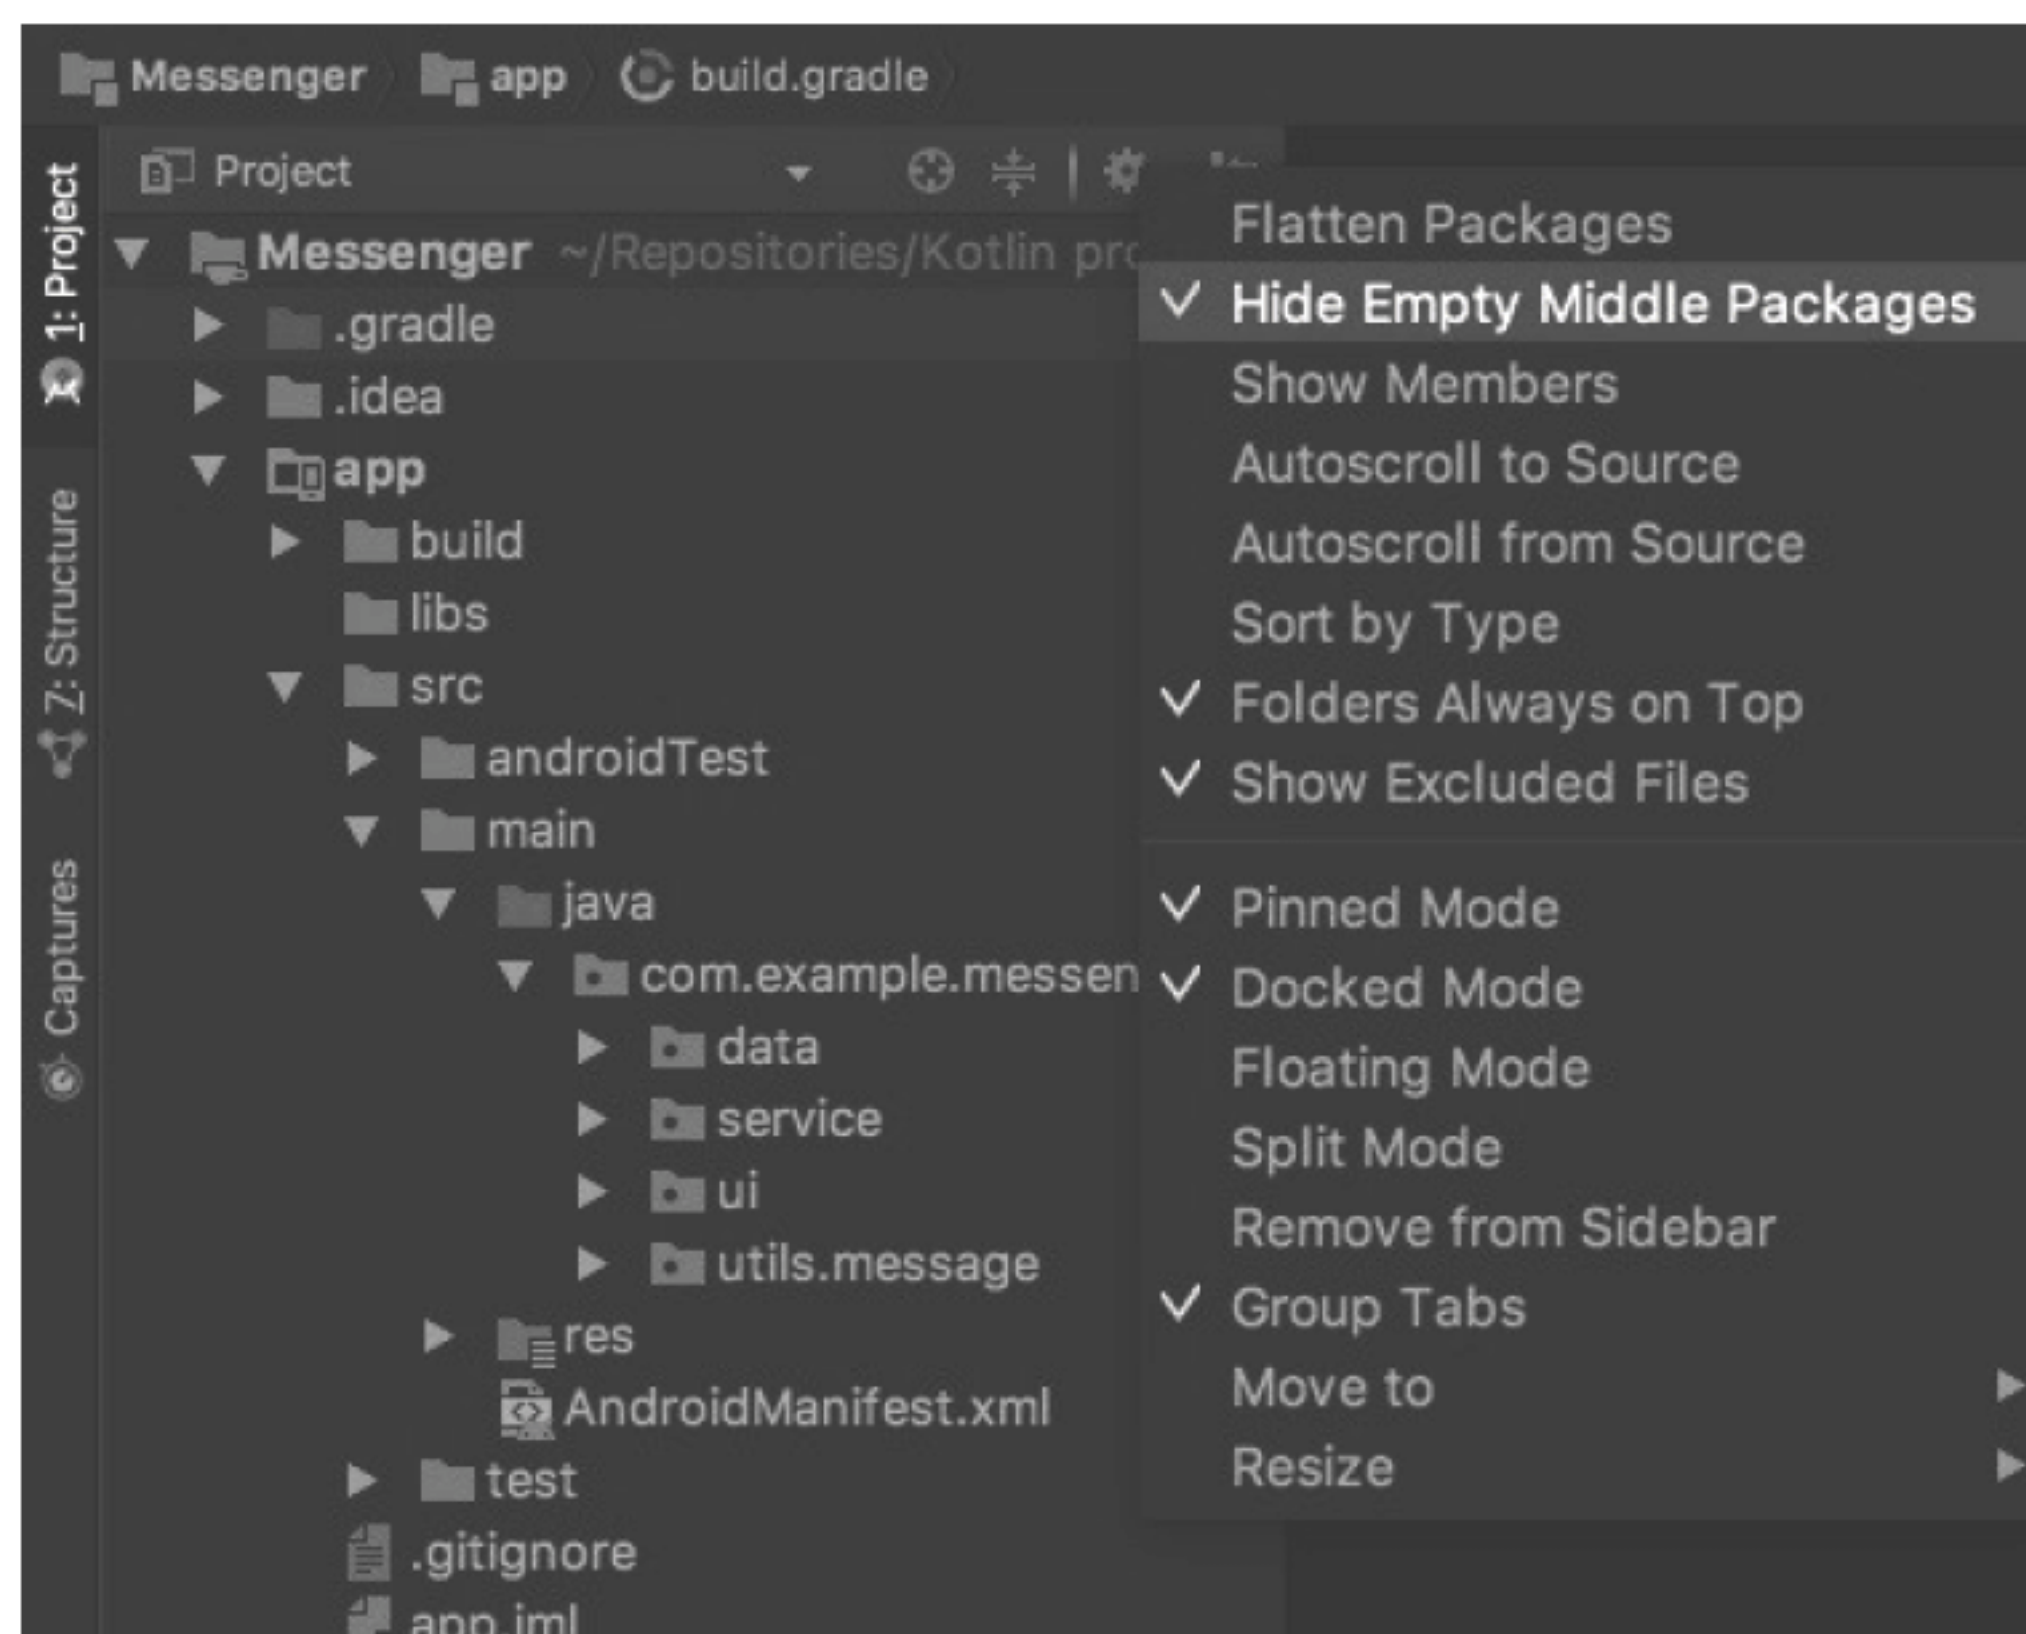 Messenger app build.gradle
Project
1: Project
7: Structure
Captures
Messenger ~/Repositories/Kotlin
.gradle
.idea
app
build
libs
src
androidTest
main
java
com.example.messen
data
service
ui
utils.message
res
AndroidManifest.xml
test
.gitignore
app.iml
Flatten Packages
Hide Empty Middle Packages
Show Members
Autoscroll to Source
Autoscroll from Source
Sort by Type
Folders Always on Top
Show Excluded Files
Pinned Mode
Docked Mode
Floating Mode
Split Mode
Remove from Sidebar
Group Tabs
Move to
Resize